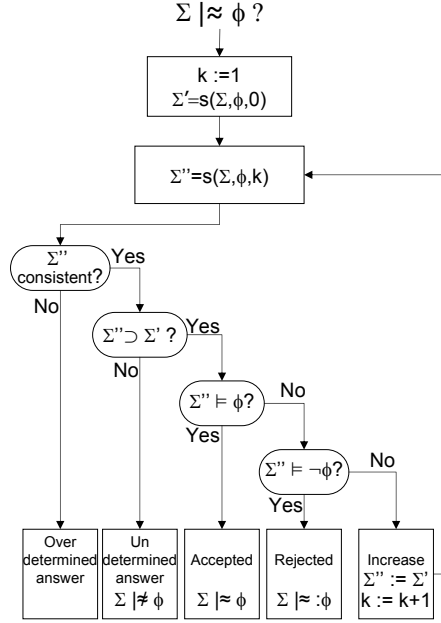 Σ |≈ ϕ ?
k :=1
Σ′=s(Σ,ϕ,0)
Σ''=s(Σ,ϕ,k)
Σ''
consistent?
Yes
No
Σ''⊃ Σ' ?
Yes
No
Σ'' ⊨ ϕ?
No
Yes
Σ'' ⊨ ¬ϕ?
No
Yes
Over
determined
answer
Un
determined
answer
Σ |≉ ϕ
Accepted
Σ |≈ ϕ
Rejected
Σ |≈ :ϕ
Increase
Σ'' := Σ'
k := k+1